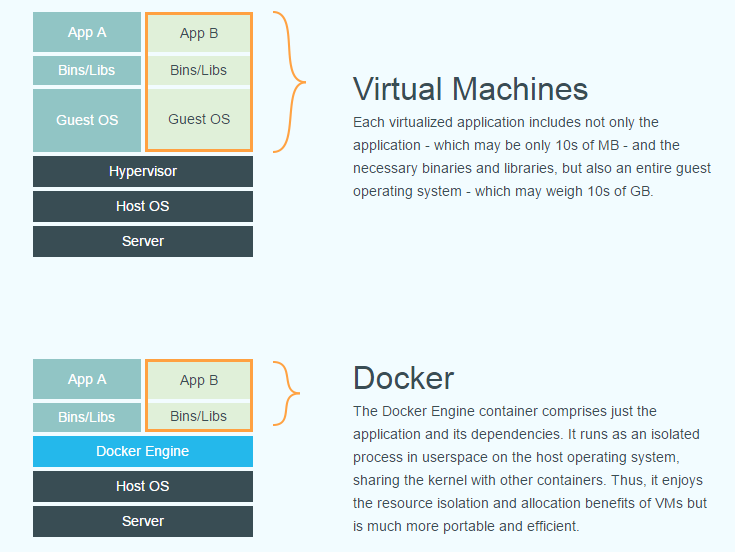 App A
App B
Bins/Libs
Bins/Libs
Guest OS
Guest OS
Hypervisor
Host OS
Server
Virtual Machines
Each virtualized application includes not only the
application - which may be only 10s of MB - and the
necessary binaries and libraries, but also an entire guest
operating system - which may weigh 10s of GB.
App A
App B
Bins/Libs
Bins/Libs
Docker Engine
Host OS
Server
Docker
The Docker Engine container comprises just the
application and its dependencies. It runs as an isolated
process in userspace on the host operating system,
sharing the kernel with other containers. Thus, it enjoys
the resource isolation and allocation benefits of VMs but
is much more portable and efficient.